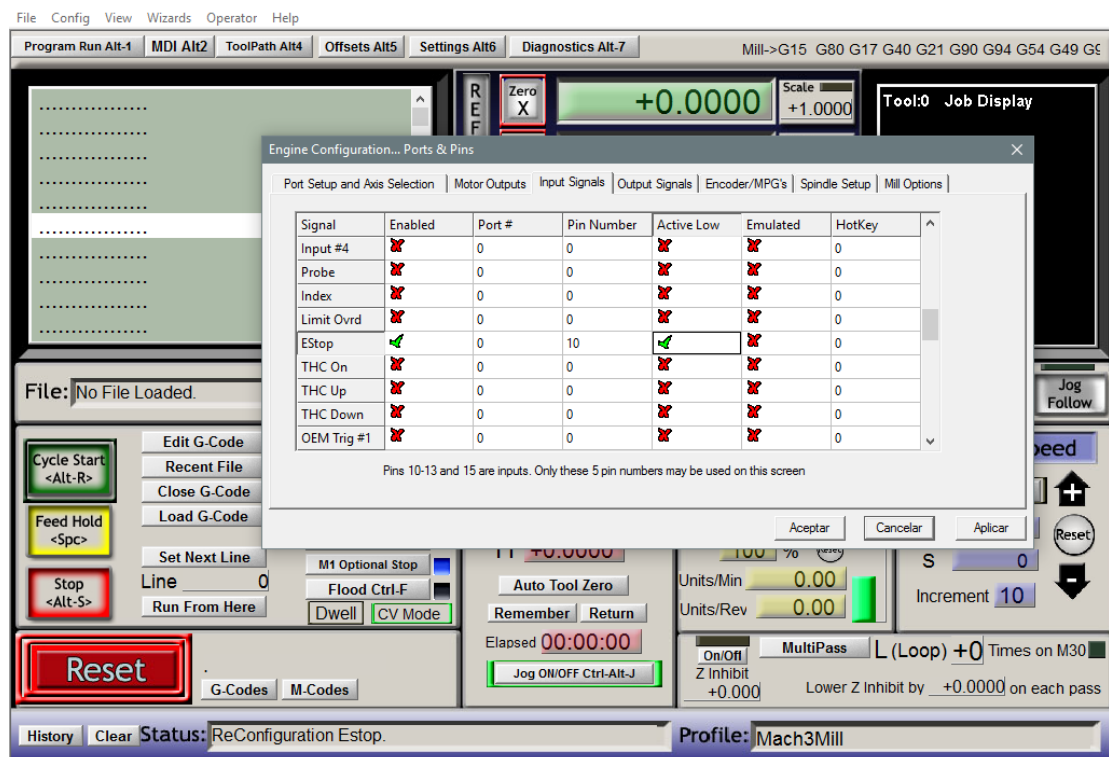 File Config View Wizards Operator Help
Program Run Alt-1 MDI Alt2 ToolPath Alt4 Offsets Alt5 Settings Alt6 Diagnostics Alt-7 Mill->G15 G80 G17 G40 G21 G90 G94 G54 G49 G9
R E F Zero X +0.0000 Scale +1.0000 Tool:0 Job Display
Engine Configuration... Ports & Pins
Port Setup and Axis Selection Motor Outputs Input Signals Output Signals Encoder/MPG's Spindle Setup Mill Options
Signal Enabled Port # Pin Number Active Low Emulated HotKey
Input #4 0 0 0
Probe 0 0 0
Index 0 0 0
Limit Ovrd 0 0 0
EStop 0 10 0
THC On 0 0 0
THC Up 0 0 0
THC Down 0 0 0
OEM Trig #1 0 0 0
Pins 10-13 and 15 are inputs. Only these 5 pin numbers may be used on this screen
Aceptar Cancelar Aplicar
File: No File Loaded.
Jog Follow
Edit G-Code
Recent File
Close G-Code
Load G-Code
Set Next Line
Line 0
Run From Here
Cycle Start
<Alt-R>
Feed Hold
<Spc>
Stop
<Alt-S>
M1 Optional Stop
Flood Ctrl-F
Dwell CV Mode
+0.0000
Auto Tool Zero
Remember Return
Elapsed 00:00:00
Jog ON/OFF Ctrl-Alt-J
100 % Reset
Units/Min 0.00
Units/Rev 0.00
Reset
S 0
Increment 10
Reset
G-Codes M-Codes
On/Off
Z Inhibit
+0.000
MultiPass L (Loop) +0 Times on M30
Lower Z Inhibit by +0.0000 on each pass
History Clear Status: ReConfiguration Estop. Profile: Mach3Mill